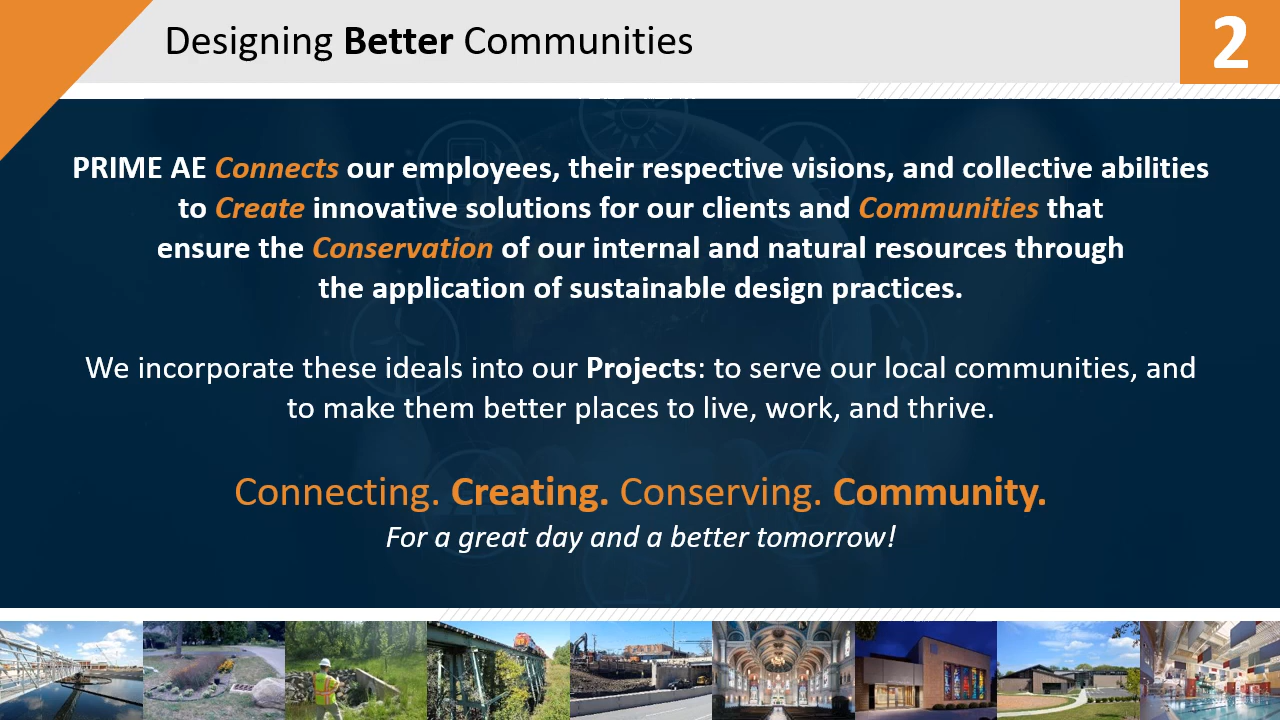 Designing Better Communities
2
PRIME AE Connects our employees, their respective visions, and collective abilities
to Create innovative solutions for our clients and Communities that
ensure the Conservation of our internal and natural resources through
the application of sustainable design practices.
We incorporate these ideals into our Projects: to serve our local communities, and
to make them better places to live, work, and thrive.
Connecting. Creating. Conserving. Community.
For a great day and a better tomorrow!